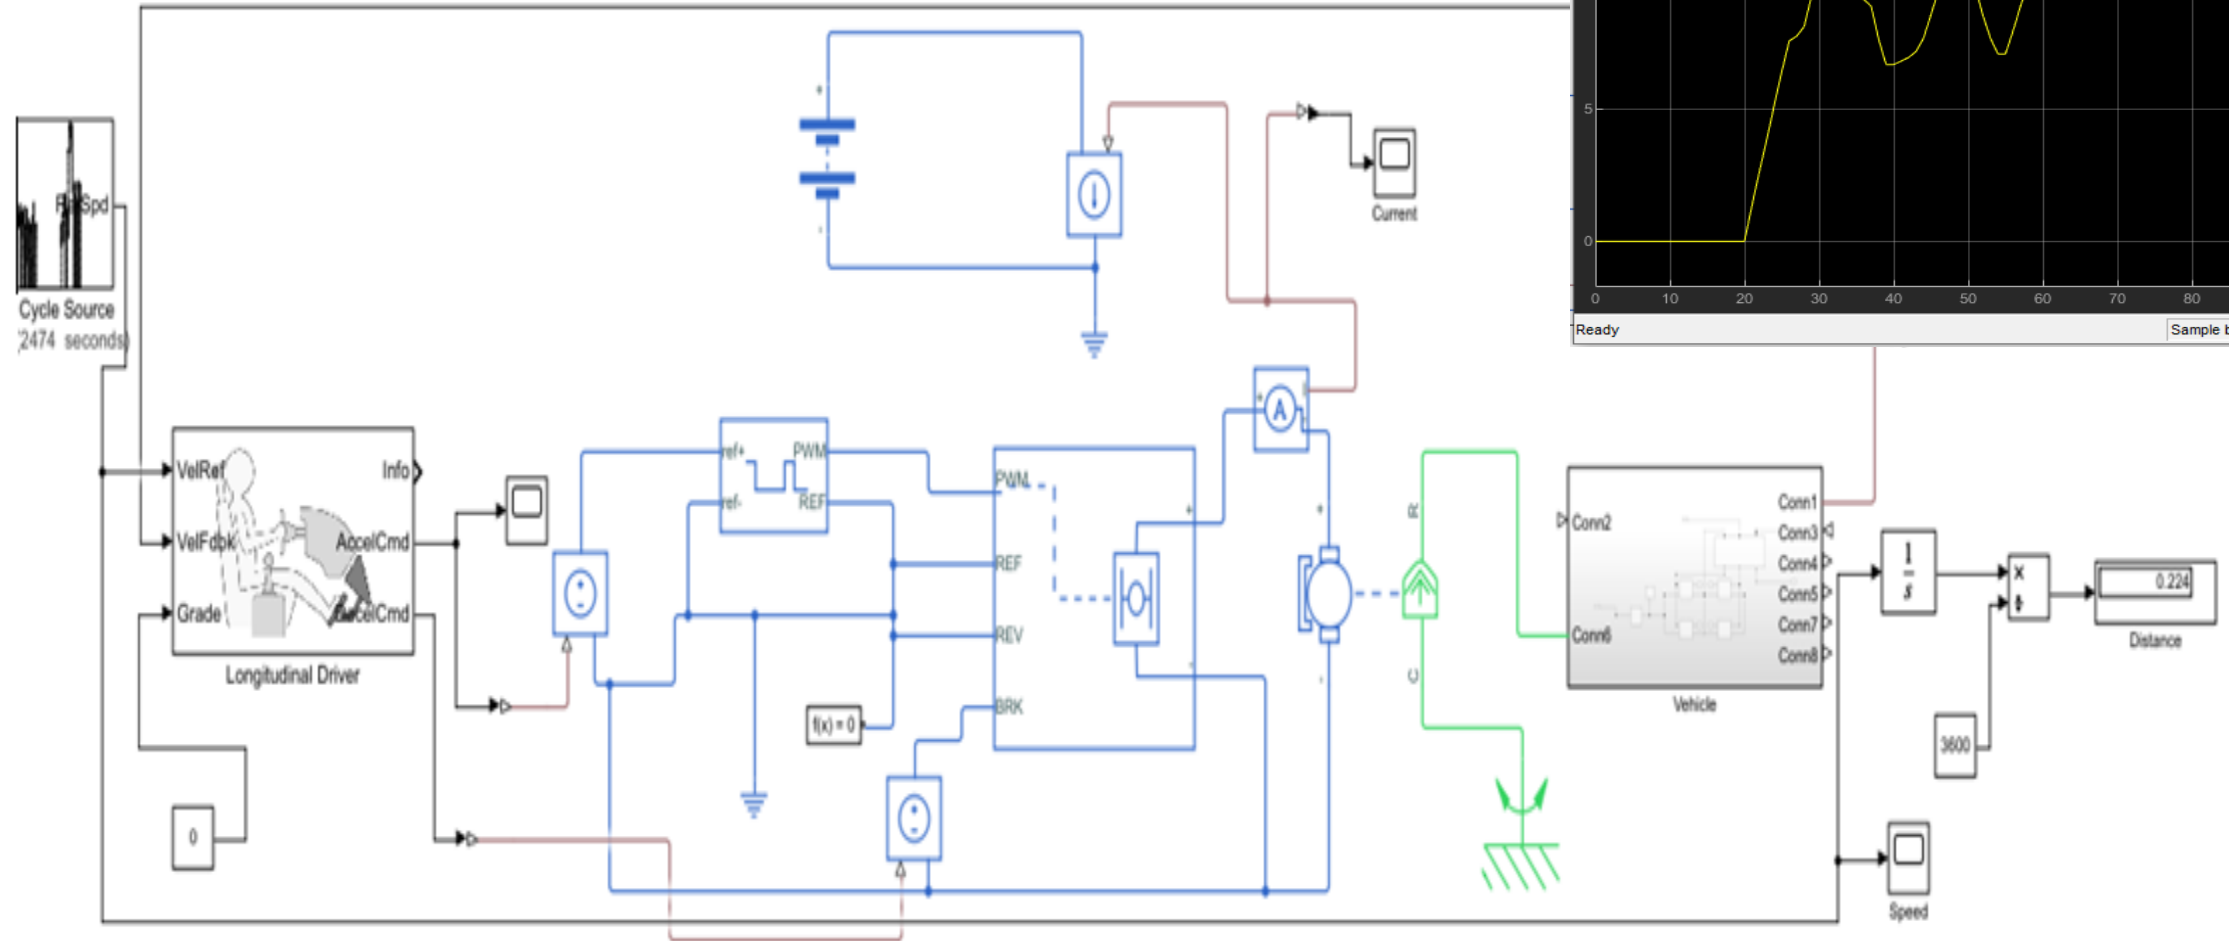 5
0
0 10 20 30 40 50 60 70 80
Ready
Sample b
+
-
Current
Spd
Cycle Source
2474 seconds)
VelRef
Info
VelFdbk
AccelCmd
Grade
celCmd
Longitudinal Driver
0
ref+
PWM
ref-
REF
PWM
REF
REV
BRK
+
-
f(x) = 0
+
A
+
-
R
C
Conn2
Conn6
Conn1
Conn3
Conn4
Conn5
Conn7
Conn8
Vehicle
1
s
×
÷
0.224
Distance
3600
Speed